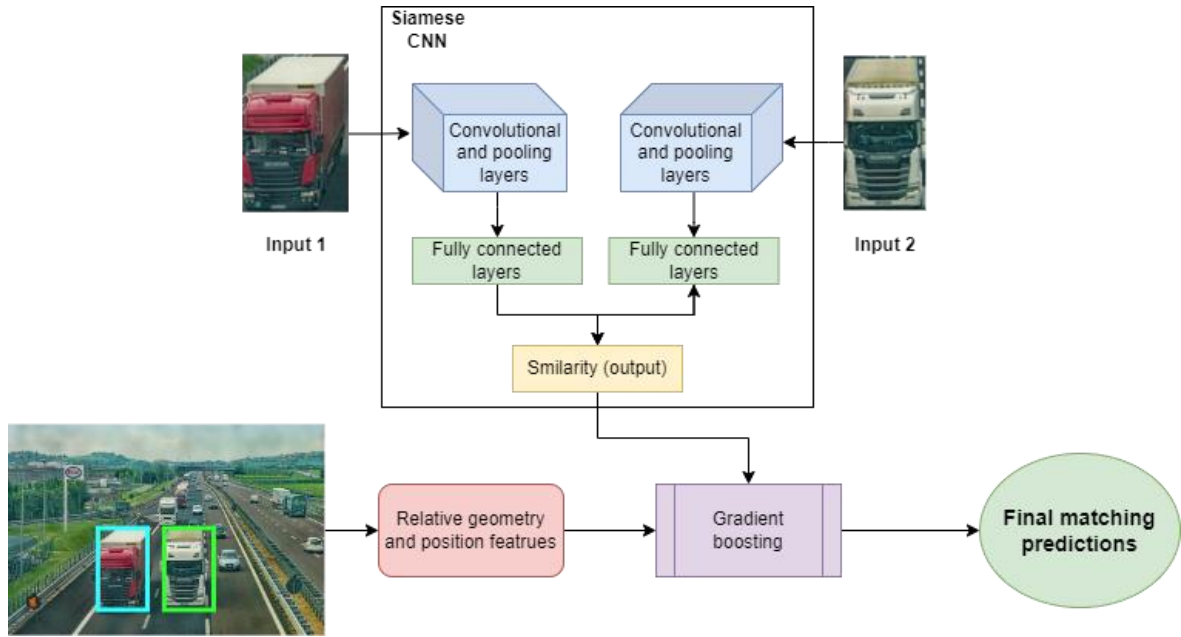 Siamese
CNN
Convolutional
and pooling
layers
Convolutional
and pooling
layers
Input 1
Input 2
Fully connected
layers
Fully connected
layers
Smilarity (output)
Relative geometry
and position featrues
Gradient
boosting
Final matching
predictions